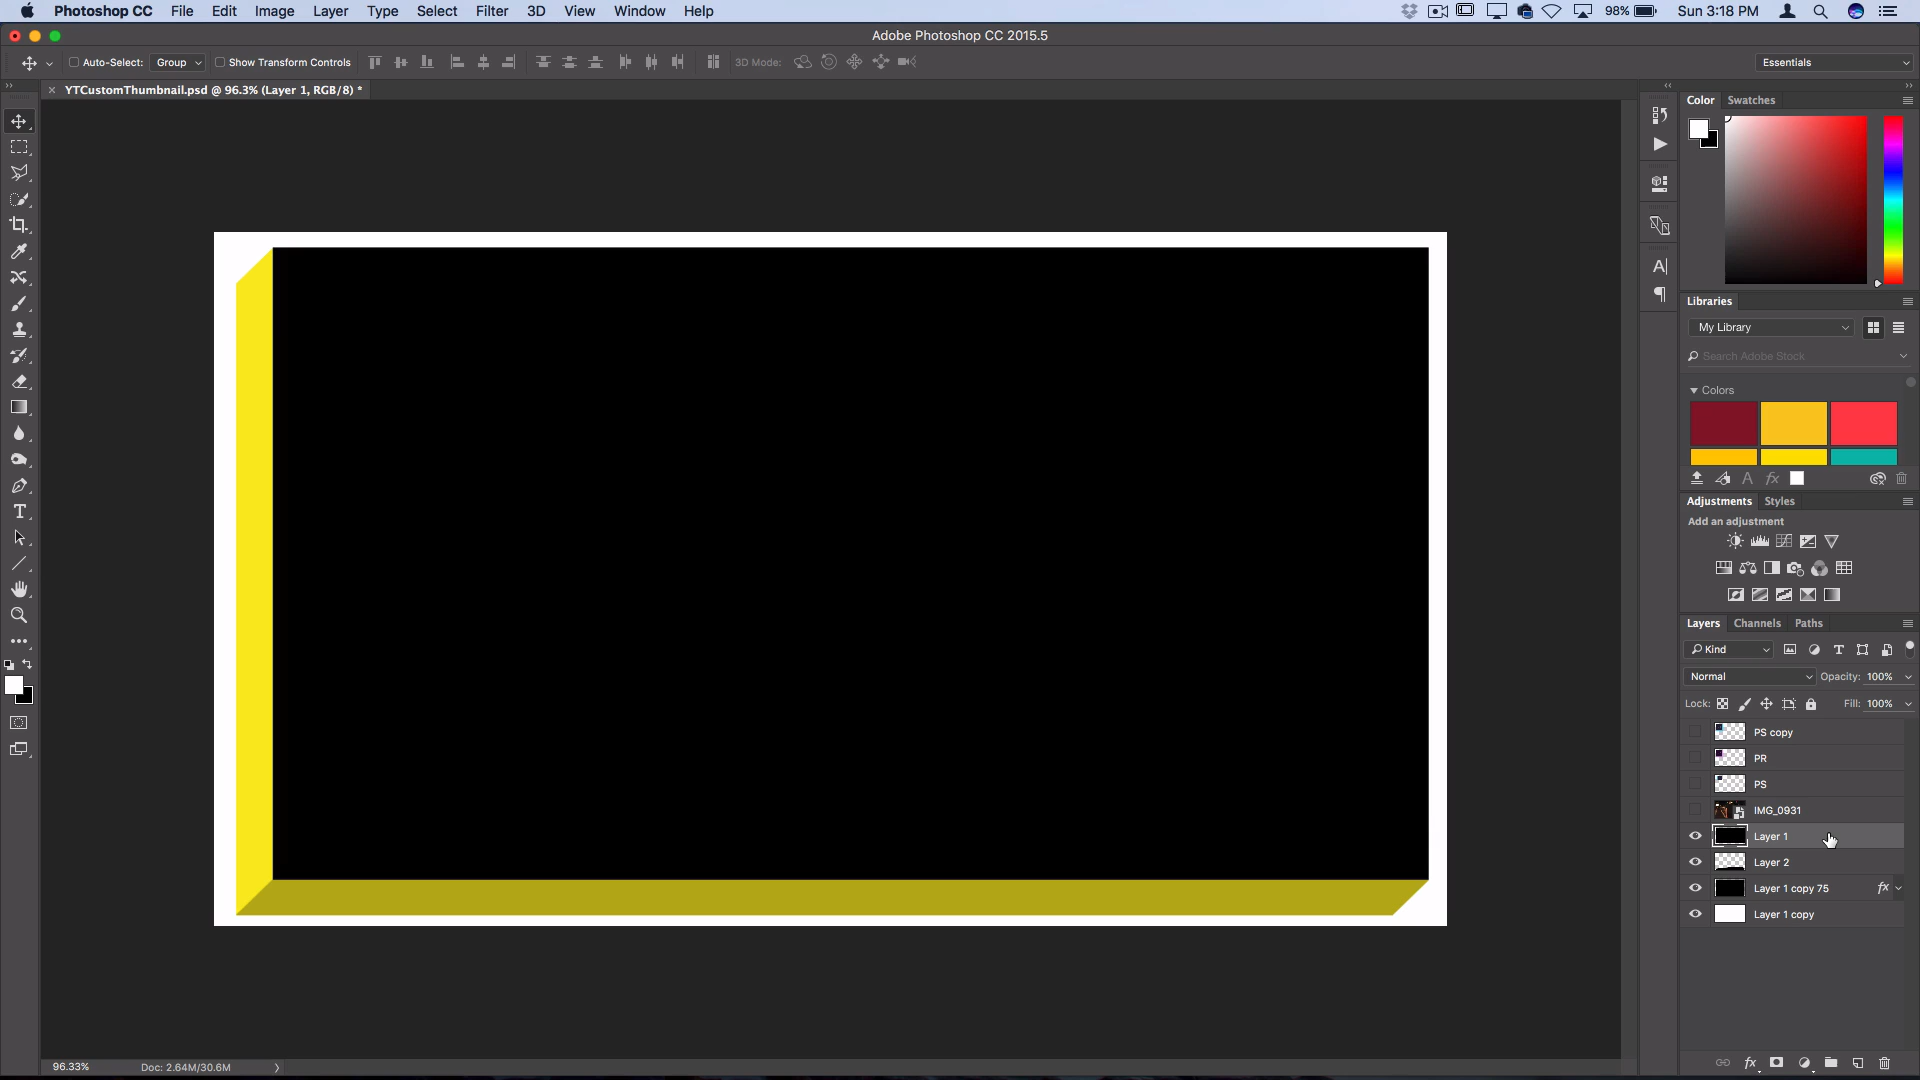 Photoshop CC File Edit Image Layer Type Select Filter 3D View Window Help 98% Sun 3:18 PM
Adobe Photoshop CC 2015.5
Auto-Select: Group Show Transform Controls 3D Mode: Essentials
YTCustomThumbnail.psd @ 96.3% (Layer 1, RGB/8) *
Color Swatches
Libraries
My Library
Search Adobe Stock
Colors
Adjustments Styles
Add an adjustment
Layers Channels Paths
Kind
Normal Opacity: 100%
Lock: Fill: 100%
PS copy
PR
PS
IMG_0931
Layer 1
Layer 2
Layer 1 copy 75 fx
Layer 1 copy
96.33% Doc: 2.64M/30.6M